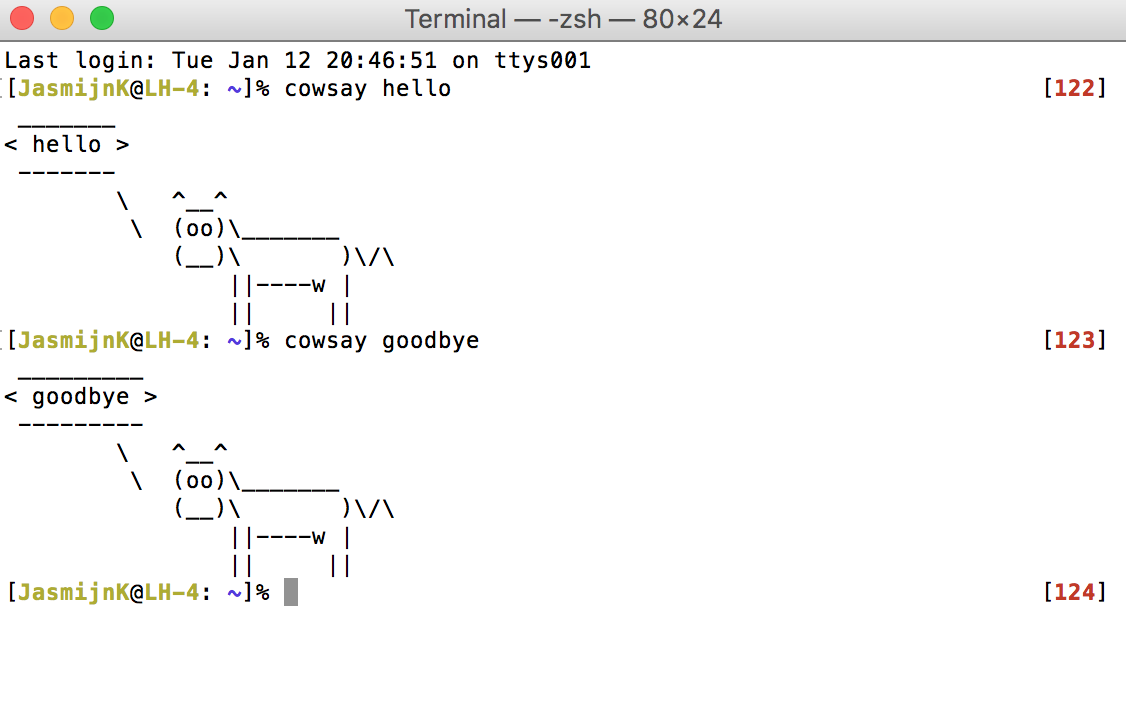 Terminal — -zsh — 80×24
Last login: Tue Jan 12 20:46:51 on ttys001
[[JasmijnK@LH-4: ~]% cowsay hello [122]
 _______
< hello >
 -------
        \   ^__^
         \  (oo)\_______
            (__)\       )\/\
                ||----w |
                ||     ||
[[JasmijnK@LH-4: ~]% cowsay goodbye [123]
 _________
< goodbye >
 ---------
        \   ^__^
         \  (oo)\_______
            (__)\       )\/\
                ||----w |
                ||     ||
[JasmijnK@LH-4: ~]% [124]